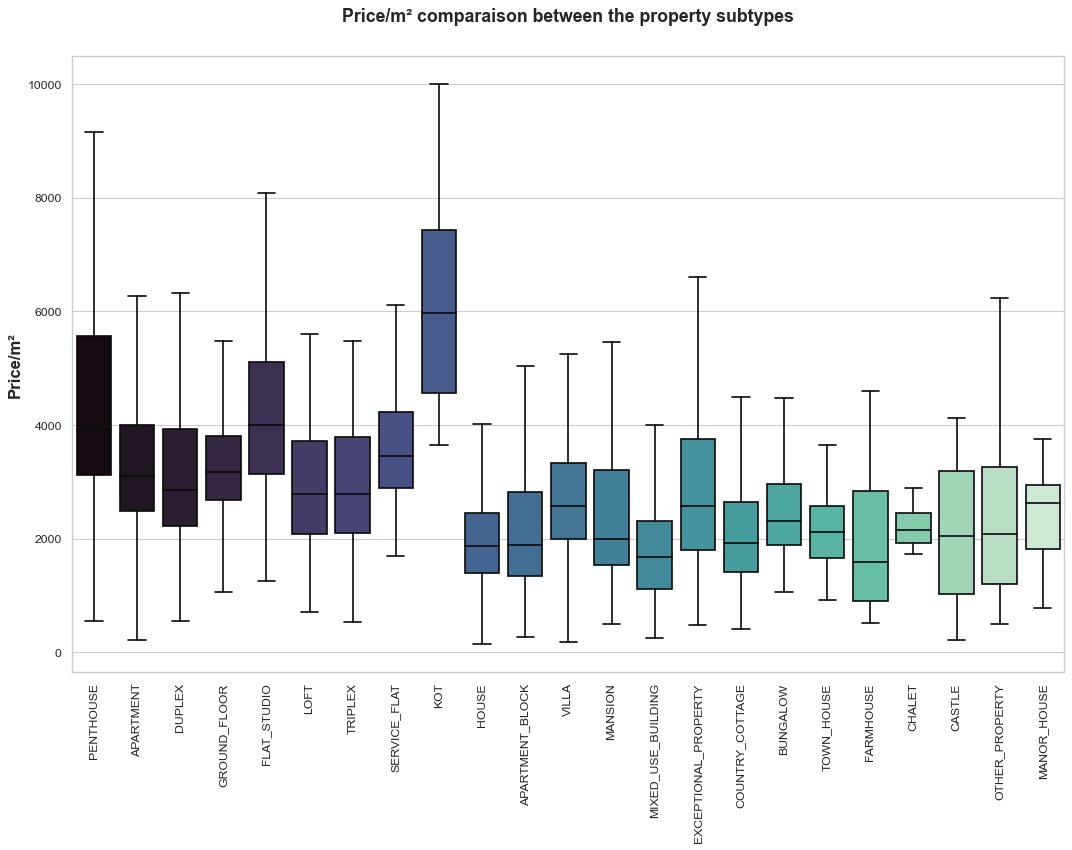 Price/m² comparaison between the property subtypes
Price/m²
10000
8000
6000
4000
2000
0
PENTHOUSE
APARTMENT
DUPLEX
GROUND_FLOOR
FLAT_STUDIO
LOFT
TRIPLEX
SERVICE_FLAT
KOT
HOUSE
APARTMENT_BLOCK
VILLA
MANSION
MIXED_USE_BUILDING
EXCEPTIONAL_PROPERTY
COUNTRY_COTTAGE
BUNGALOW
TOWN_HOUSE
FARMHOUSE
CHALET
CASTLE
OTHER_PROPERTY
MANOR_HOUSE